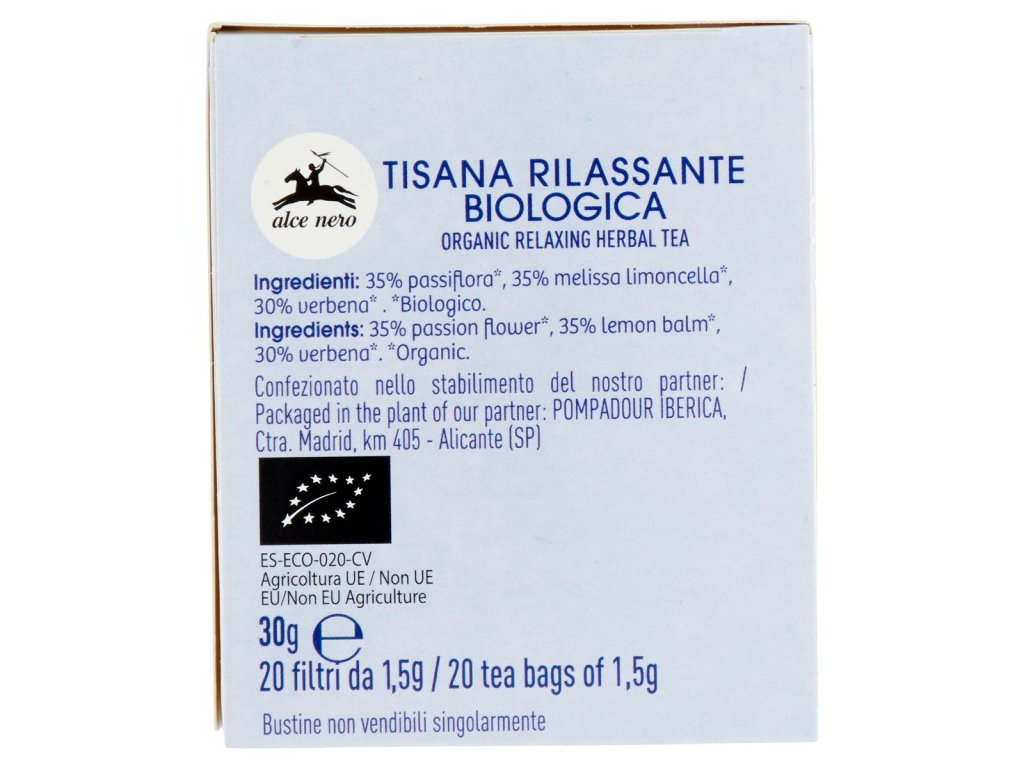 alce nero
TISANA RILASSANTE
BIOLOGICA
ORGANIC RELAXING HERBAL TEA
Ingredienti: 35% passiflora*, 35% melissa limoncella*,
30% verbena* . *Biologico.
Ingredients: 35% passion flower*, 35% lemon balm*,
30% verbena*. *Organic.
Confezionato nello stabilimento del nostro partner: /
Packaged in the plant of our partner: POMPADOUR IBERICA,
Ctra. Madrid, km 405 - Alicante (SP)
ES-ECO-020-CV
Agricoltura UE / Non UE
EU/Non EU Agriculture
30g ℮
20 filtri da 1,5g / 20 tea bags of 1,5g
Bustine non vendibili singolarmente